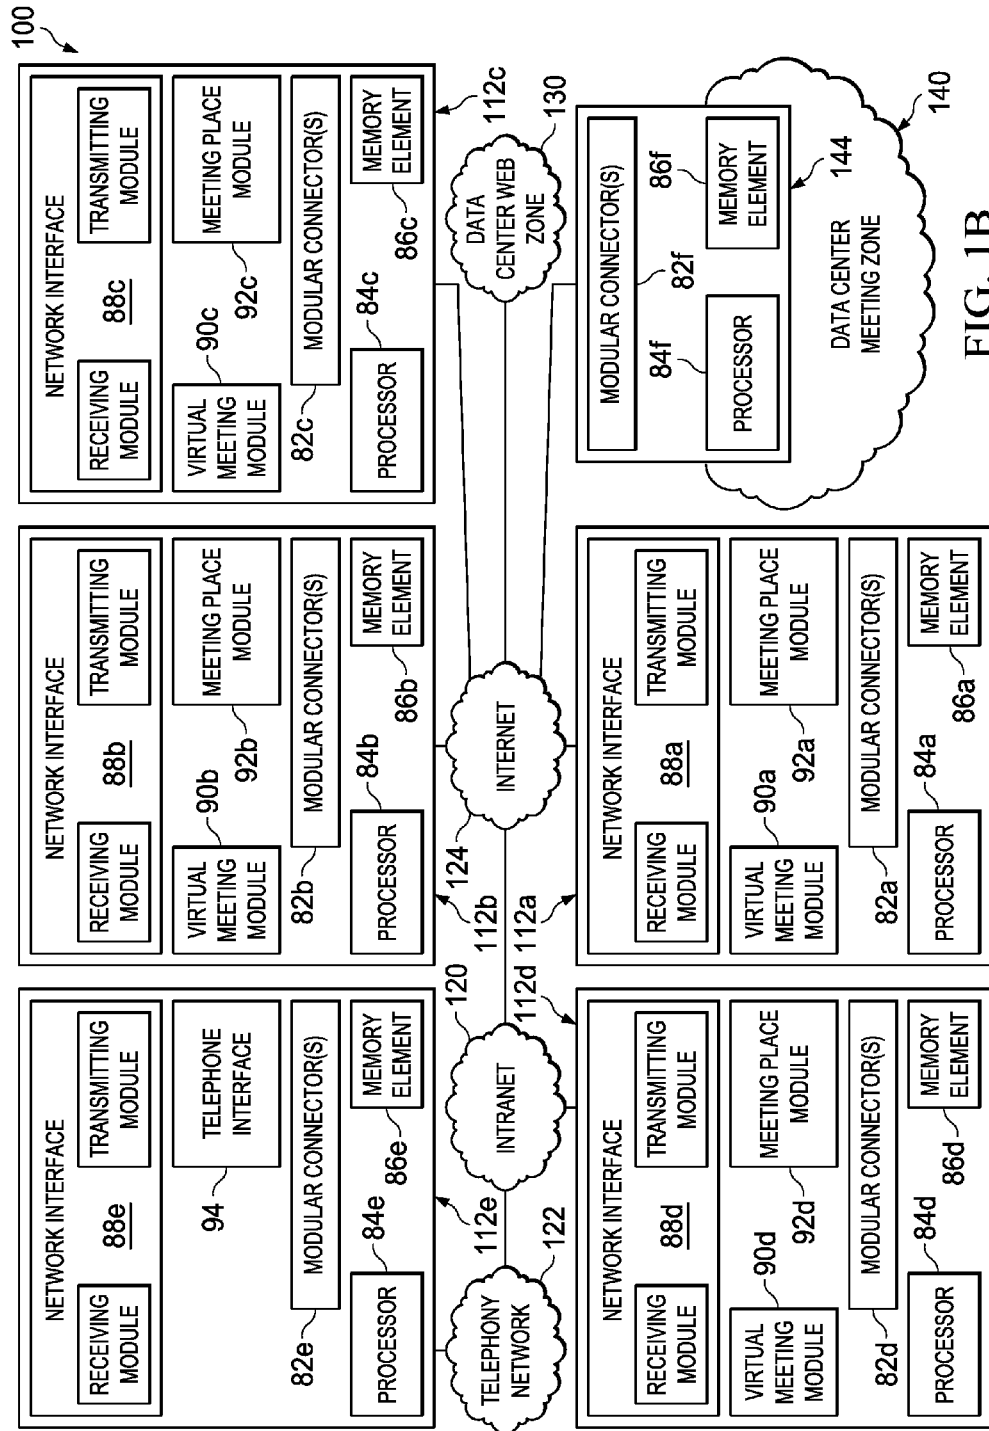 100
NETWORK INTERFACE
RECEIVING
MODULE
88e
TRANSMITTING
MODULE
94
TELEPHONE
INTERFACE
82e
MODULAR CONNECTOR(S)
PROCESSOR
84e
86e
MEMORY
ELEMENT
112e
NETWORK INTERFACE
RECEIVING
MODULE
88b
TRANSMITTING
MODULE
VIRTUAL
MEETING
MODULE
90b
92b
MEETING PLACE
MODULE
82b
MODULAR CONNECTOR(S)
PROCESSOR
84b
86b
MEMORY
ELEMENT
112b
NETWORK INTERFACE
RECEIVING
MODULE
88c
TRANSMITTING
MODULE
VIRTUAL
MEETING
MODULE
90c
92c
MEETING PLACE
MODULE
82c
MODULAR CONNECTOR(S)
PROCESSOR
84c
86c
MEMORY
ELEMENT
112c
TELEPHONY
NETWORK
122
INTRANET
120
INTERNET
124
DATA
CENTER WEB
ZONE
130
112d
NETWORK INTERFACE
RECEIVING
MODULE
88d
TRANSMITTING
MODULE
VIRTUAL
MEETING
MODULE
90d
92d
MEETING PLACE
MODULE
82d
MODULAR CONNECTOR(S)
PROCESSOR
84d
86d
MEMORY
ELEMENT
112a
NETWORK INTERFACE
RECEIVING
MODULE
88a
TRANSMITTING
MODULE
VIRTUAL
MEETING
MODULE
90a
92a
MEETING PLACE
MODULE
82a
MODULAR CONNECTOR(S)
PROCESSOR
84a
86a
MEMORY
ELEMENT
MODULAR CONNECTOR(S)
82f
84f
86f
PROCESSOR
MEMORY
ELEMENT
144
DATA CENTER
MEETING ZONE
140
FIG. 1B